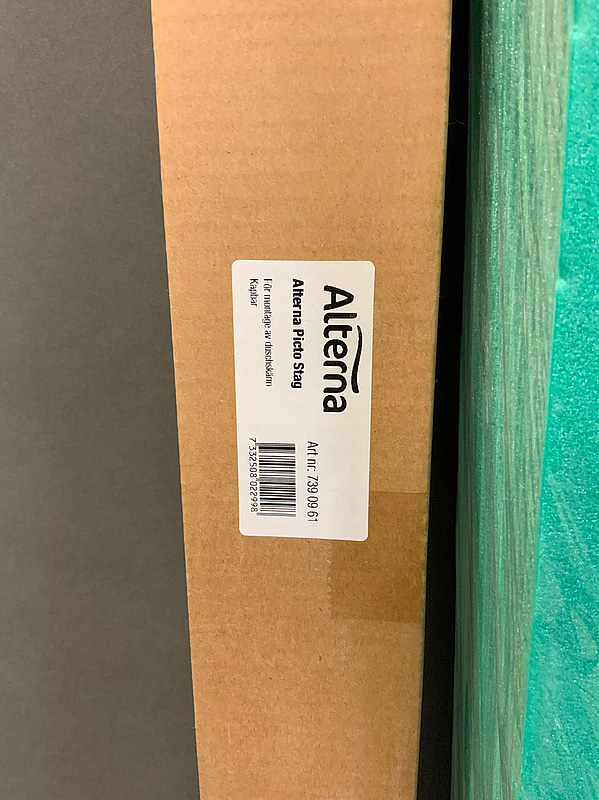 Alterna
Alterna Picto Stag
För montage av duschskärm
Kapbar
Art nr: 739 09 61
7 332508 022998